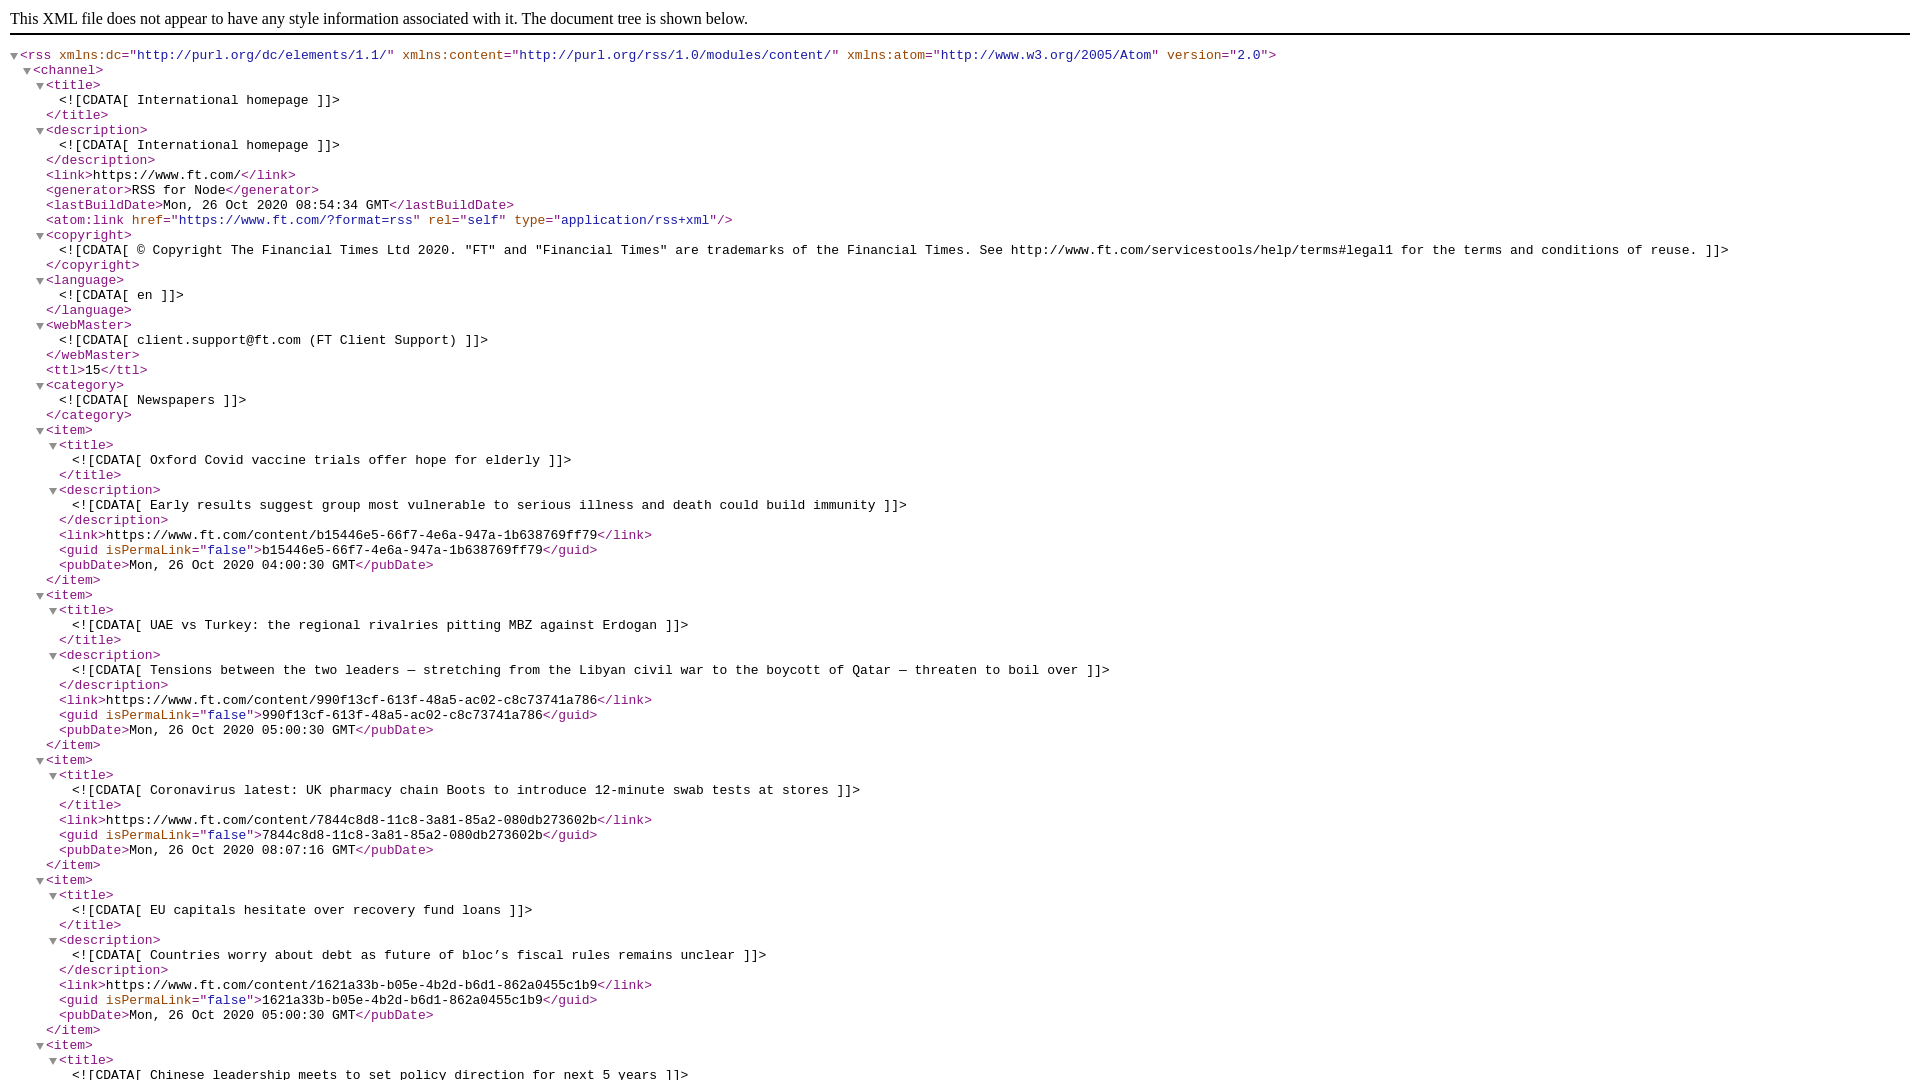 This XML file does not appear to have any style information associated with it. The document tree is shown below.
<rss xmlns:dc="http://purl.org/dc/elements/1.1/" xmlns:content="http://purl.org/rss/1.0/modules/content/" xmlns:atom="http://www.w3.org/2005/Atom" version="2.0">
<channel>
<title>
<![CDATA[ International homepage ]]>
</title>
<description>
<![CDATA[ International homepage ]]>
</description>
<link>https://www.ft.com/</link>
<generator>RSS for Node</generator>
<lastBuildDate>Mon, 26 Oct 2020 08:54:34 GMT</lastBuildDate>
<atom:link href="https://www.ft.com/?format=rss" rel="self" type="application/rss+xml"/>
<copyright>
<![CDATA[ © Copyright The Financial Times Ltd 2020. "FT" and "Financial Times" are trademarks of the Financial Times. See http://www.ft.com/servicestools/help/terms#legal1 for the terms and conditions of reuse. ]]>
</copyright>
<language>
<![CDATA[ en ]]>
</language>
<webMaster>
<![CDATA[ client.support@ft.com (FT Client Support) ]]>
</webMaster>
<ttl>15</ttl>
<category>
<![CDATA[ Newspapers ]]>
</category>
<item>
<title>
<![CDATA[ Oxford Covid vaccine trials offer hope for elderly ]]>
</title>
<description>
<![CDATA[ Early results suggest group most vulnerable to serious illness and death could build immunity ]]>
</description>
<link>https://www.ft.com/content/b15446e5-66f7-4e6a-947a-1b638769ff79</link>
<guid isPermaLink="false">b15446e5-66f7-4e6a-947a-1b638769ff79</guid>
<pubDate>Mon, 26 Oct 2020 04:00:30 GMT</pubDate>
</item>
<item>
<title>
<![CDATA[ UAE vs Turkey: the regional rivalries pitting MBZ against Erdogan ]]>
</title>
<description>
<![CDATA[ Tensions between the two leaders — stretching from the Libyan civil war to the boycott of Qatar — threaten to boil over ]]>
</description>
<link>https://www.ft.com/content/990f13cf-613f-48a5-ac02-c8c73741a786</link>
<guid isPermaLink="false">990f13cf-613f-48a5-ac02-c8c73741a786</guid>
<pubDate>Mon, 26 Oct 2020 05:00:30 GMT</pubDate>
</item>
<item>
<title>
<![CDATA[ Coronavirus latest: UK pharmacy chain Boots to introduce 12-minute swab tests at stores ]]>
</title>
<link>https://www.ft.com/content/7844c8d8-11c8-3a81-85a2-080db273602b</link>
<guid isPermaLink="false">7844c8d8-11c8-3a81-85a2-080db273602b</guid>
<pubDate>Mon, 26 Oct 2020 08:07:16 GMT</pubDate>
</item>
<item>
<title>
<![CDATA[ EU capitals hesitate over recovery fund loans ]]>
</title>
<description>
<![CDATA[ Countries worry about debt as future of bloc’s fiscal rules remains unclear ]]>
</description>
<link>https://www.ft.com/content/1621a33b-b05e-4b2d-b6d1-862a0455c1b9</link>
<guid isPermaLink="false">1621a33b-b05e-4b2d-b6d1-862a0455c1b9</guid>
<pubDate>Mon, 26 Oct 2020 05:00:30 GMT</pubDate>
</item>
<item>
<title>
<![CDATA[ Chinese leadership meets to set policy direction for next 5 years ]]>